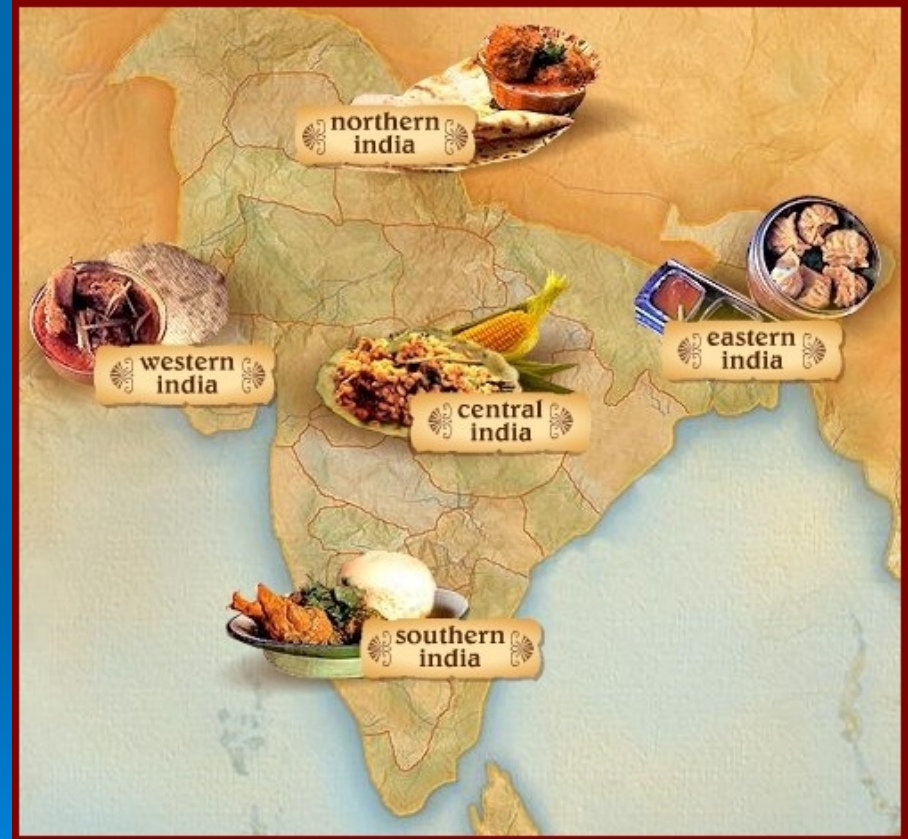 northern
india
western
india
eastern
india
central
india
southern
india